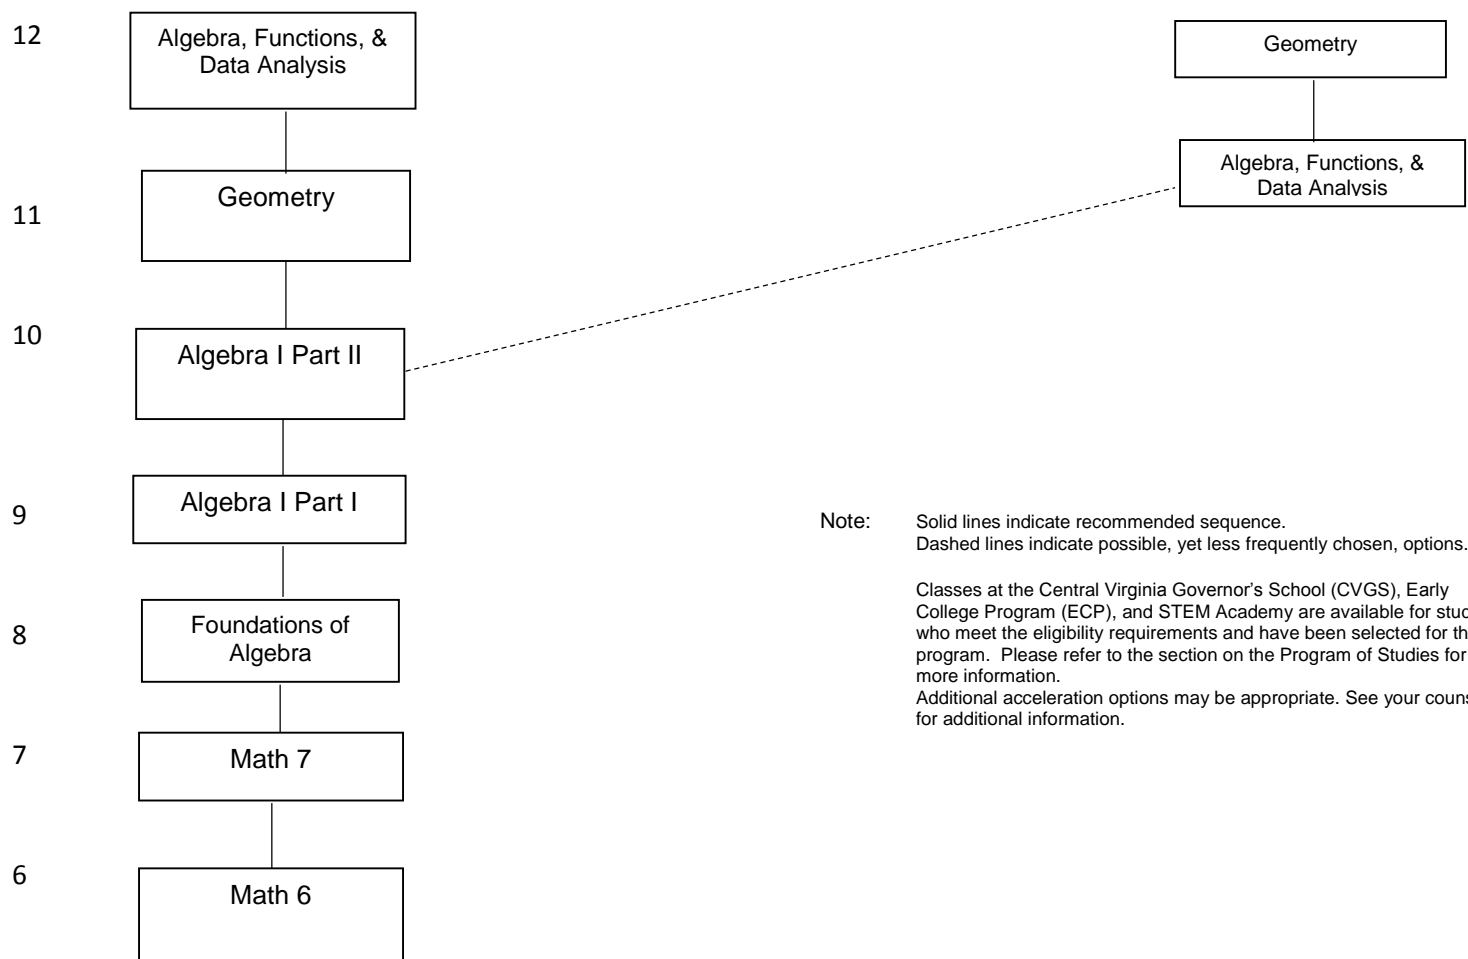 12
Algebra, Functions, &
Data Analysis
Geometry
Algebra, Functions, &
Data Analysis
11
Geometry
10
Algebra I Part II
9
Algebra I Part I
Note:
Solid lines indicate recommended sequence.
Dashed lines indicate possible, yet less frequently chosen, options.
Classes at the Central Virginia Governor’s School (CVGS), Early
College Program (ECP), and STEM Academy are available for
who meet the eligibility requirements and have been selected for
program. Please refer to the section on the Program of Studies for
more information.
Additional acceleration options may be appropriate. See your
for additional information.
8
Foundations of
Algebra
7
Math 7
6
Math 6